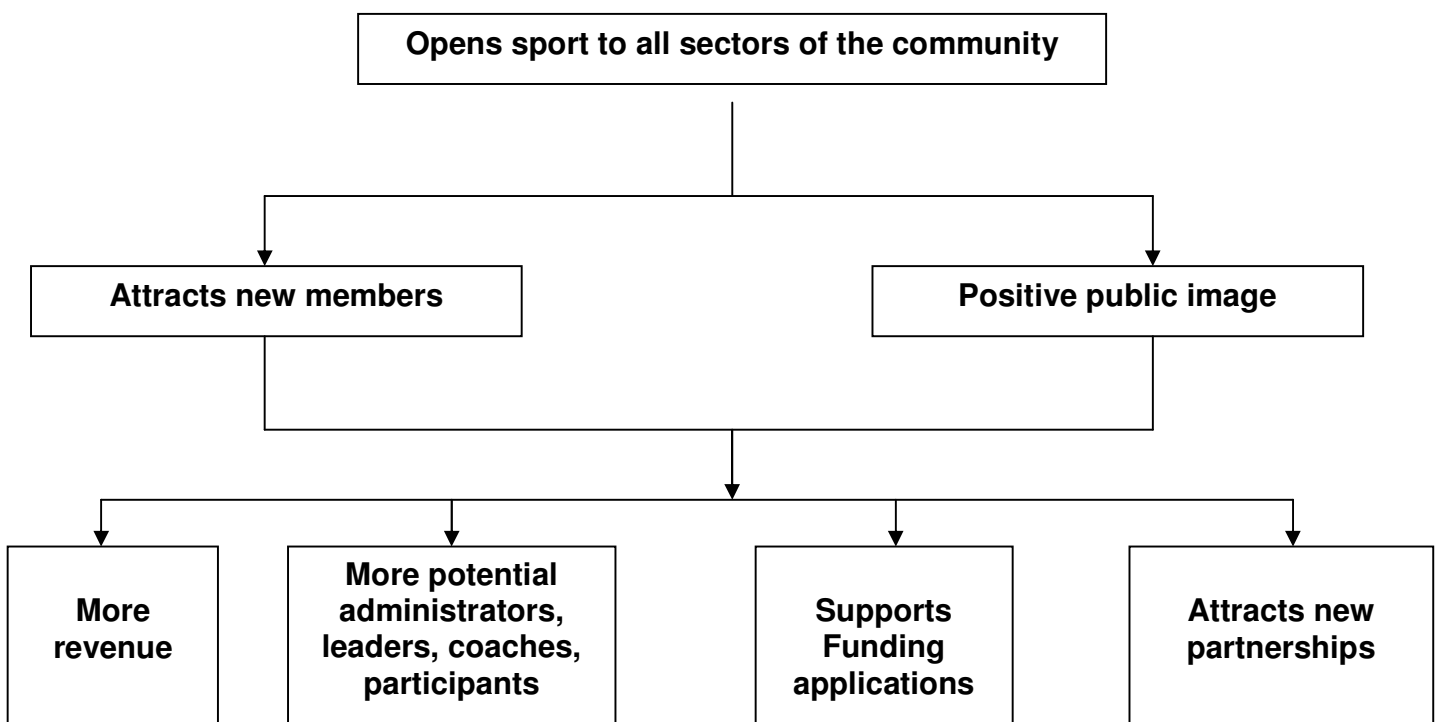 Opens sport to all sectors of the community
Attracts new members
Positive public image
More
revenue
More potential
administrators,
leaders, coaches,
participants
Supports
Funding
applications
Attracts new
partnerships